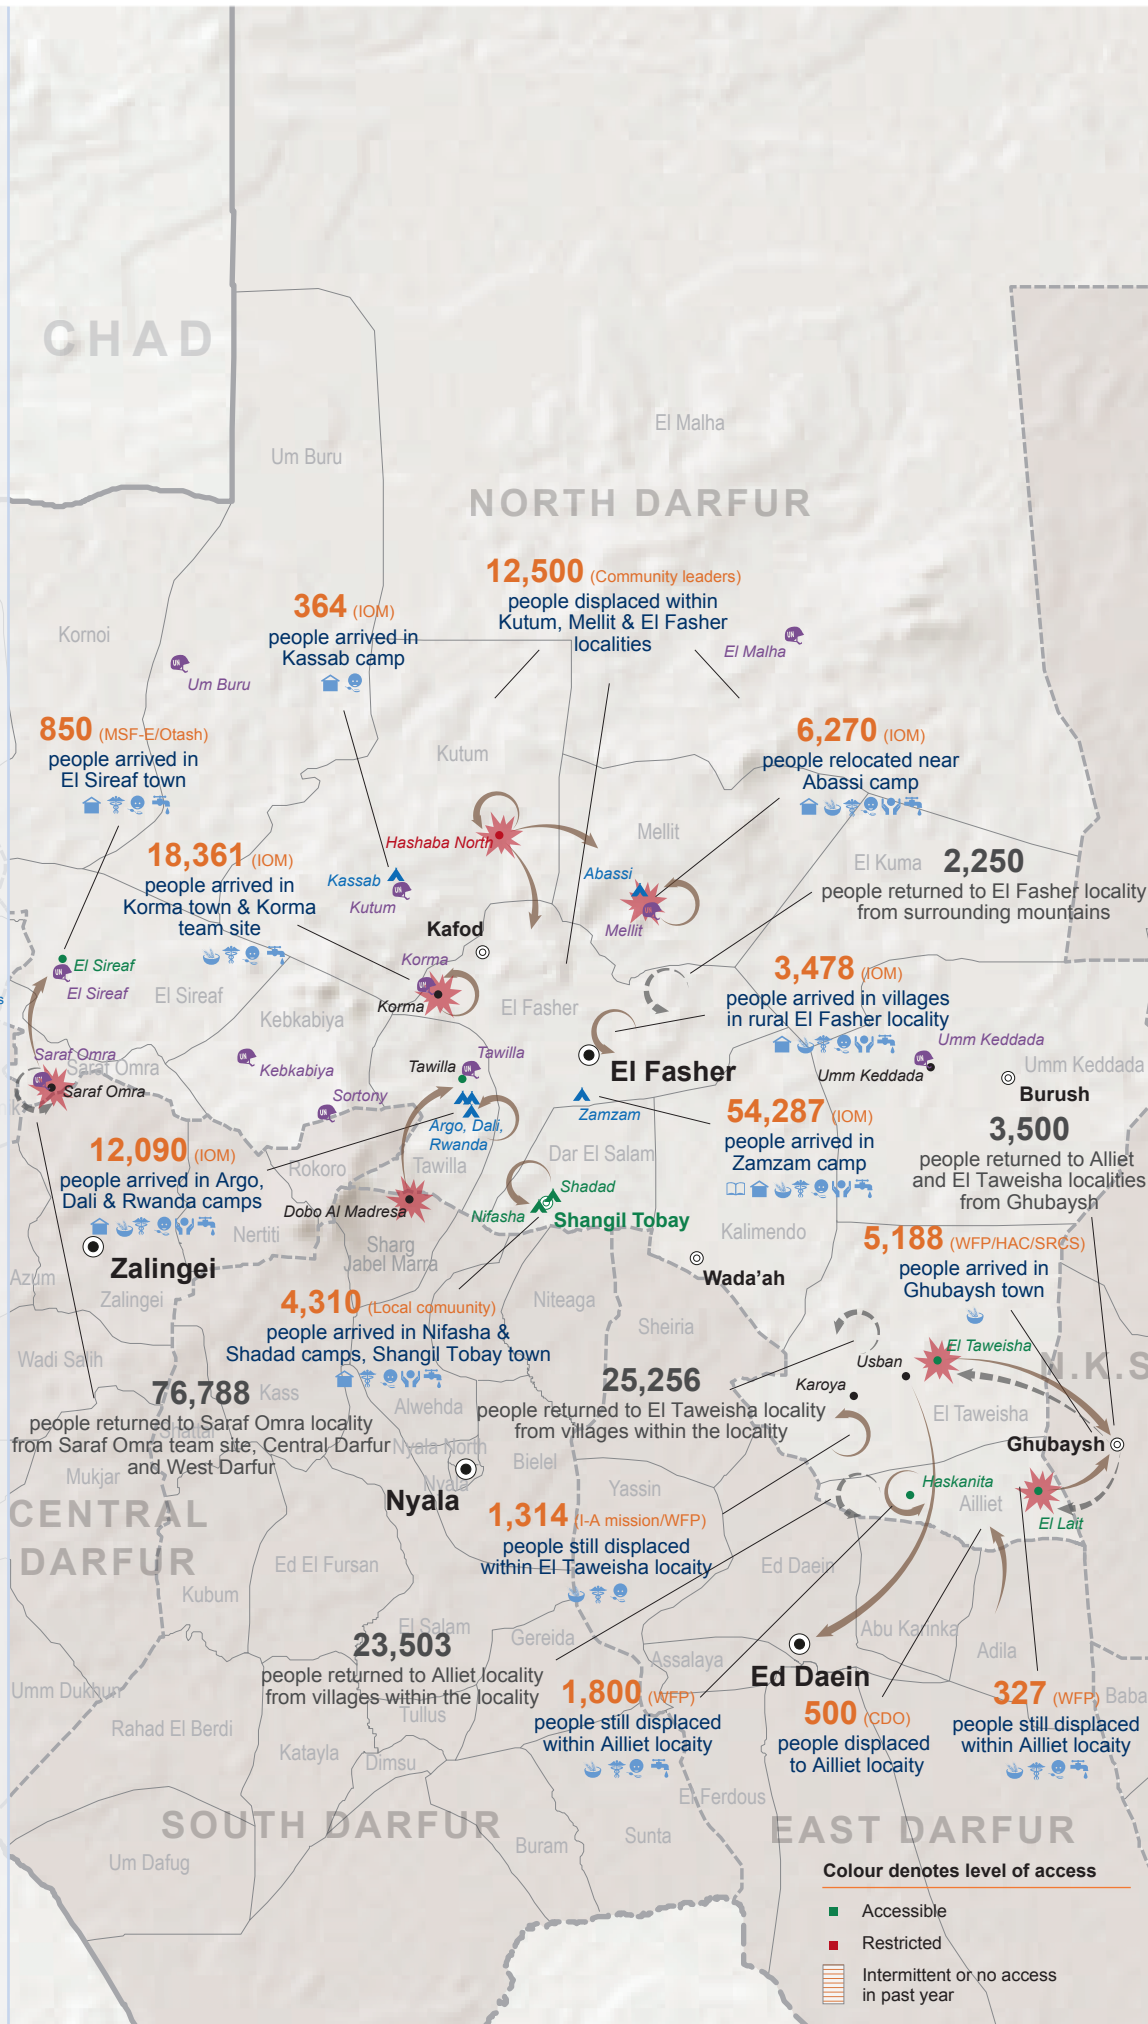 CHAD
El Malha
Um Buru
NORTH DARFUR
12,500 (Community leaders)
people displaced within
Kutum, Mellit & El Fasher
localities
364 (IOM)
people arrived in
Kassab camp
Kornoi
UN
El Malha
UN
Um Buru
850 (MSF-E/Otash)
people arrived in
El Sireaf town
6,270 (IOM)
people relocated near
Abassi camp
Kutum
Hashaba North
Mellit
18,361 (IOM)
people arrived in
Korma town & Korma
team site
El Kuma
2,250
people returned to El Fasher locality
from surrounding mountains
Kassab
UN
Kutum
Abassi
UN
Mellit
Kafod
Korma
UN
Korma
El Sireaf
UN
El Sireaf
El Sireaf
Kebkabiya
El Fasher
3,478 (IOM)
people arrived in villages
in rural El Fasher locality
Umm Keddada
UN
Umm Keddada
Umm Keddada
Burush
Saraf Omra
UN
Saraf Omra
Saraf Omra
UN
Kebkabiya
Tawilla
UN
Tawilla
El Fasher
UN
Sortony
Argo, Dali,
Rwanda
Zamzam
54,287 (IOM)
people arrived in
Zamzam camp
3,500
people returned to Alliet
and El Taweisha localities
from Ghubaysh
12,090 (IOM)
people arrived in Argo,
Dali & Rwanda camps
Rokoro
Tawilla
Dar El Salam
Shadad
Nifasha
Shangil Tobay
Dobo Al Madresa
Nertiti
Sharg
Jabel Marra
Kalimendo
5,188 (WFP/HAC/SRCS)
people arrived in
Ghubaysh town
Zalingei
Azum
Zalingei
Wada'ah
4,310 (Local comuunity)
people arrived in Nifasha &
Shadad camps, Shangil Tobay town
Niteaga
Sheiria
Wadi Salih
El Taweisha
N.K.S
Usban
Karoya
76,788
people returned to Saraf Omra locality
from Saraf Omra team site, Central Darfur
and West Darfur
Kass
Shattai
Alwehda
25,256
people returned to El Taweisha locality
from villages within the locality
El Taweisha
Ghubaysh
Mukjar
Nyala North
Nyala
Bielel
Nyala
Yassin
Haskanita
Ailliet
El Lait
CENTRAL
DARFUR
1,314 (I-A mission/WFP)
people still displaced
within El Taweisha locaity
Ed El Fursan
Ed Daein
Kubum
El Salam
Gereida
Abu Karinka
23,503
people returned to Alliet locality
from villages within the locality
Assalaya
Adila
Ed Daein
Umm Dukhun
Tullus
1,800 (WFP)
people still displaced
within Ailliet locaity
500 (CDO)
people displaced
to Ailliet locaity
327 (WFP)
people still displaced
within Ailliet locaity
Baba
Rahad El Berdi
Katayla
Dimsu
El Ferdous
SOUTH DARFUR
Buram
Sunta
EAST DARFUR
Um Dafug
Colour denotes level of access
Accessible
Restricted
Intermittent or no access
in past year